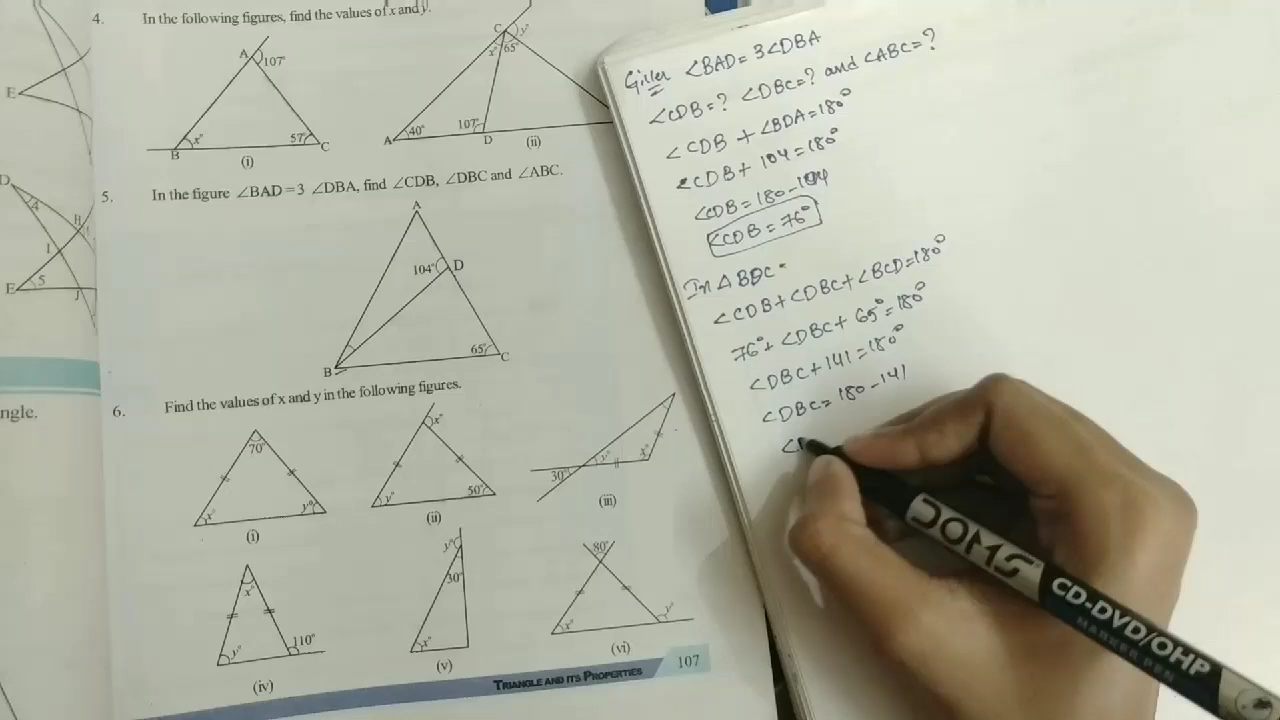 4. In the following figures, find the values of x and y.
A 107°
B x° 57° C
(i)
C y°
x° 65°
A 40° 107° D
(ii)
5. In the figure ∠BAD = 3 ∠DBA, find ∠CDB, ∠DBC and ∠ABC.
A
104° D
B 65° C
6. Find the values of x and y in the following figures.
70°
x° y°
(i)
x°
y° 50°
(ii)
30° y° x°
(iii)
x°
y° 110°
(iv)
y°
30°
x°
(v)
80°
x° y°
(vi)
TRIANGLE AND ITS PROPERTIES 107
E
D
4 H
I
E 5 J
ngle.
Given ∠BAD = 3∠DBA
∠CDB=? ∠DBC=? and ∠ABC=?
∠CDB + ∠BDA=180°
∠CDB+ 104 = 180°
∠CDB = 180-104
∠CDB = 76°
In △BDC
∠CDB+∠DBC+∠BCD=180°
76°+ ∠DBC+ 65°=180°
∠DBC+141=180°
∠DBC= 180-141
DOMS CD-DVD/OHP
MARKER PEN